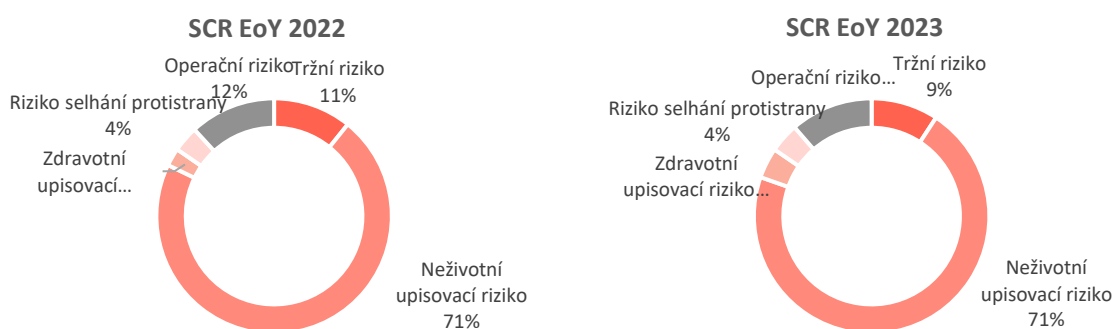 SCR EoY 2022
Operační riziko
12%
Tržní riziko
11%
Riziko selhání protistrany
4%
Zdravotní
upisovací...
Neživotní
upisovací riziko
71%
SCR EoY 2023
Operační riziko...
Tržní riziko
9%
Riziko selhání protistrany
4%
Zdravotní
upisovací riziko...
Neživotní
upisovací riziko
71%